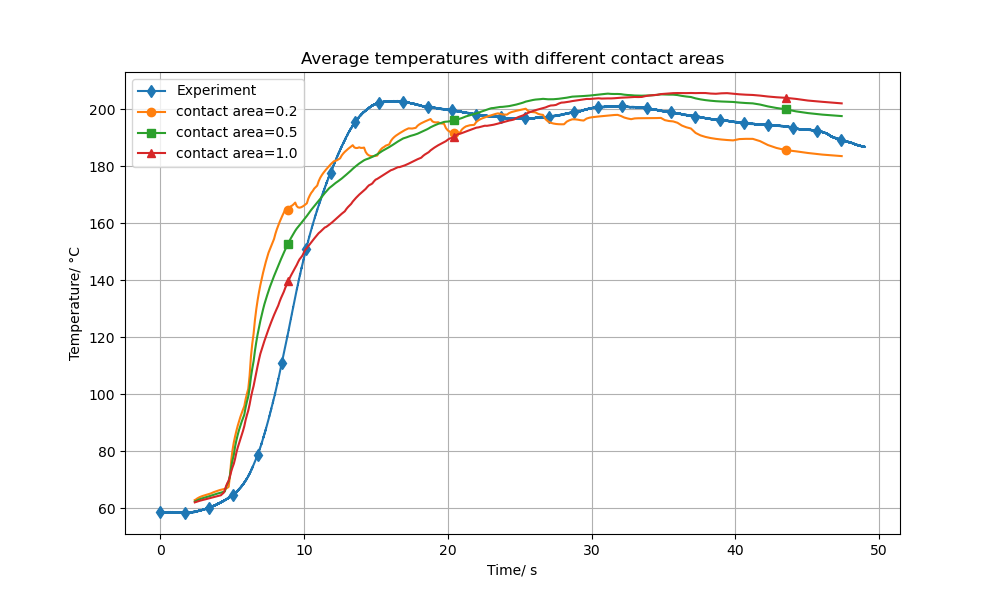 Average temperatures with different contact areas
Experiment
contact area=0.2
contact area=0.5
contact area=1.0
200
180
160
140
120
100
80
60
Temperature/ °C
0 10 20 30 40 50
Time/ s